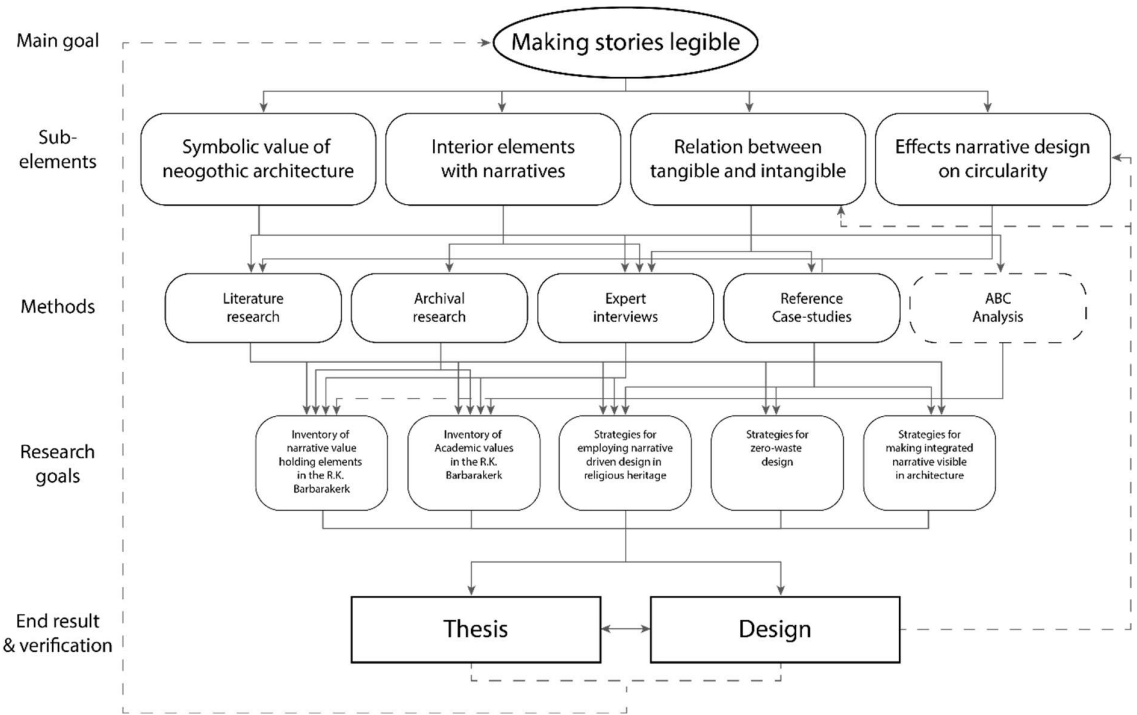 Main goal
Making stories legible
Sub-
elements
Symbolic value of
neogothic architecture
Interior elements
with narratives
Relation between
tangible and intangible
Effects narrative design
on circularity
Methods
Literature
research
Archival
research
Expert
interviews
Reference
Case-studies
ABC
Analysis
Research
goals
Inventory of
narrative value
holding elements
in the R.K.
Barbarakerk
Inventory of
Academic values
in the R.K.
Barbarakerk
Strategies for
employing narrative
driven design in
religious heritage
Strategies for
zero-waste
design
Strategies for
making integrated
narrative visible
in architecture
End result
& verification
Thesis
Design